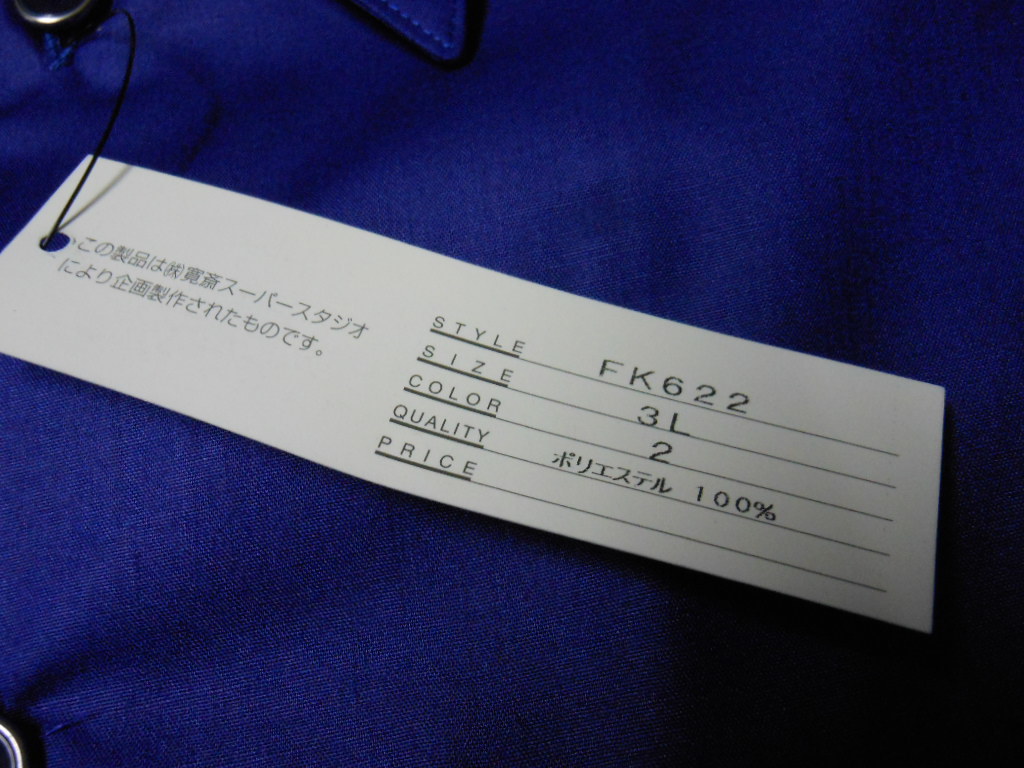 この製品は㈱寛斎スーパースタジオ
により企画製作されたものです。
STYLE FK622
SIZE 3L
COLOR 2
QUALITY ポリエステル 100%
PRICE